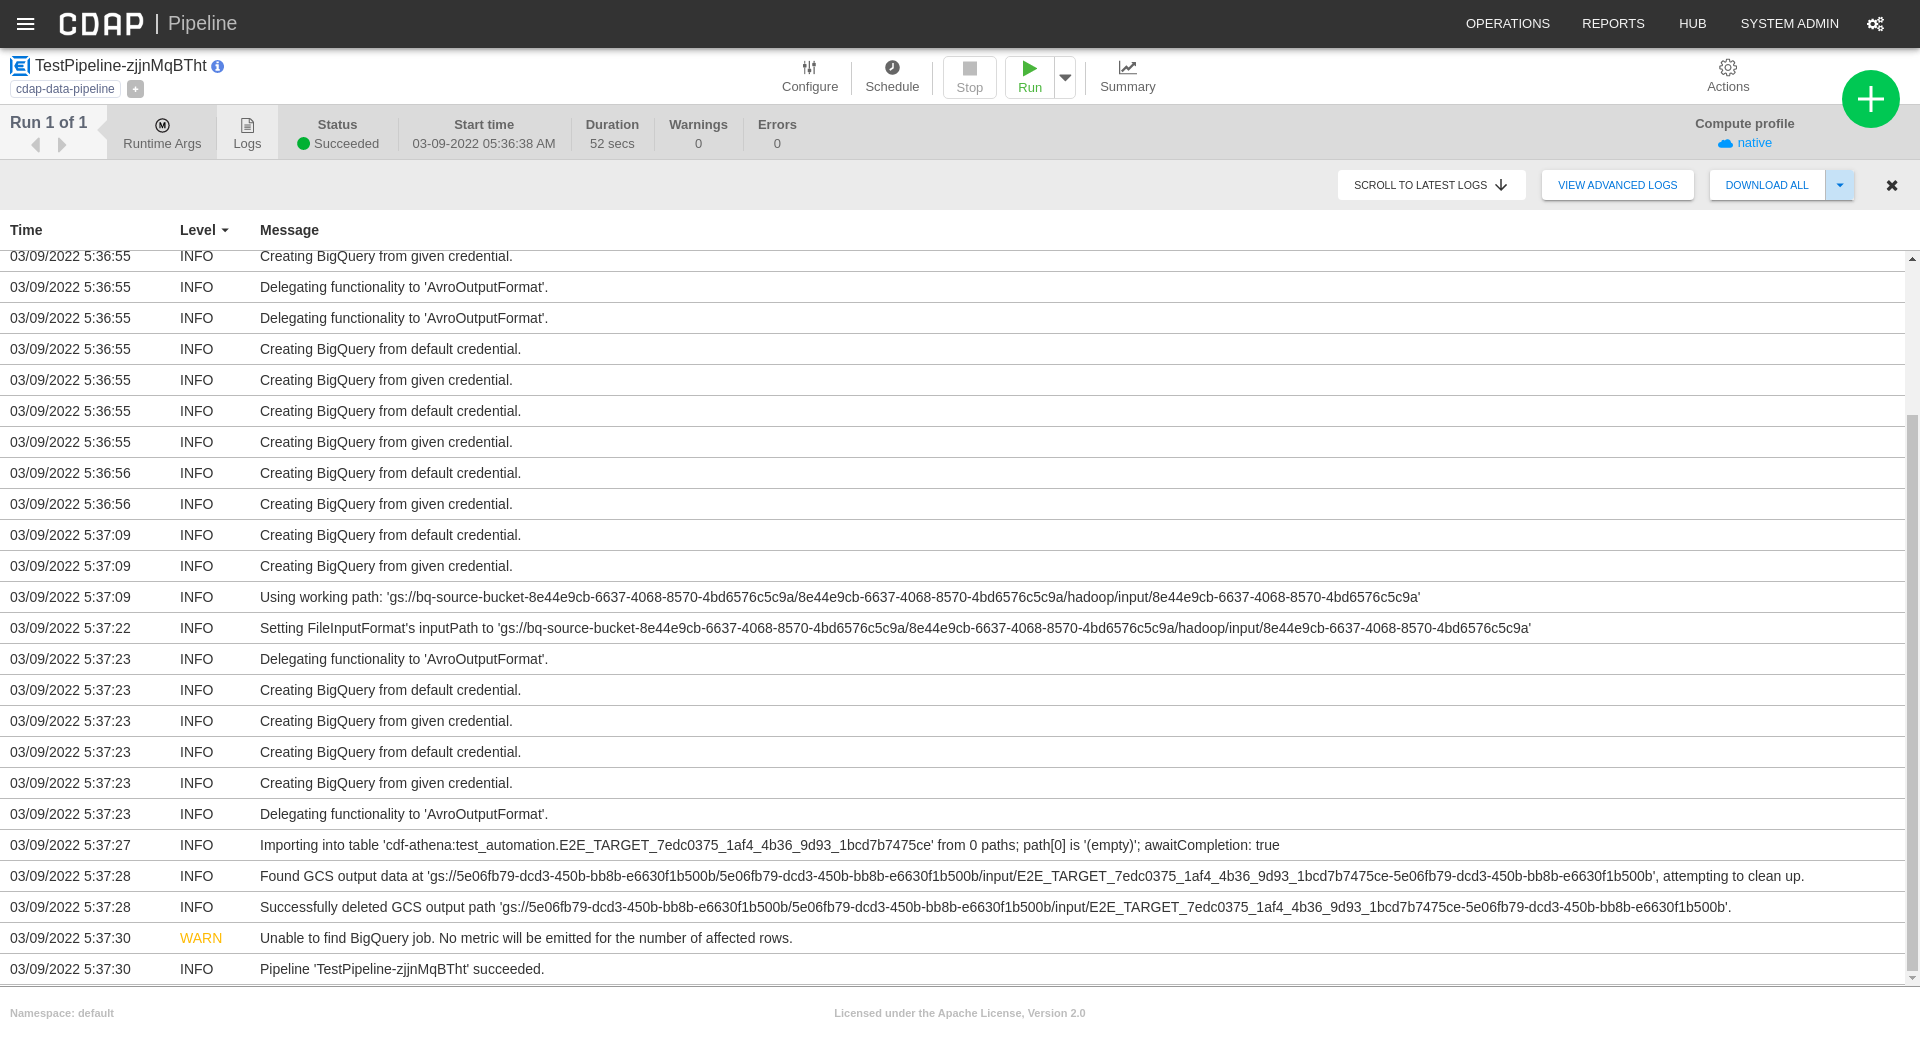 CDAP | Pipeline OPERATIONS REPORTS HUB SYSTEM ADMIN
TestPipeline-zjjnMqBTht
cdap-data-pipeline +
Configure Schedule Stop Run Summary Actions
Run 1 of 1
Runtime Args Logs
Status Start time Duration Warnings Errors Compute profile
Succeeded 03-09-2022 05:36:38 AM 52 secs 0 0 native
SCROLL TO LATEST LOGS VIEW ADVANCED LOGS DOWNLOAD ALL
Time Level Message
03/09/2022 5:36:55 INFO Creating BigQuery from given credential.
03/09/2022 5:36:55 INFO Delegating functionality to 'AvroOutputFormat'.
03/09/2022 5:36:55 INFO Delegating functionality to 'AvroOutputFormat'.
03/09/2022 5:36:55 INFO Creating BigQuery from default credential.
03/09/2022 5:36:55 INFO Creating BigQuery from given credential.
03/09/2022 5:36:55 INFO Creating BigQuery from default credential.
03/09/2022 5:36:55 INFO Creating BigQuery from given credential.
03/09/2022 5:36:56 INFO Creating BigQuery from default credential.
03/09/2022 5:36:56 INFO Creating BigQuery from given credential.
03/09/2022 5:37:09 INFO Creating BigQuery from default credential.
03/09/2022 5:37:09 INFO Creating BigQuery from given credential.
03/09/2022 5:37:09 INFO Using working path: 'gs://bq-source-bucket-8e44e9cb-6637-4068-8570-4bd6576c5c9a/8e44e9cb-6637-4068-8570-4bd6576c5c9a/hadoop/input/8e44e9cb-6637-4068-8570-4bd6576c5c9a'
03/09/2022 5:37:22 INFO Setting FileInputFormat's inputPath to 'gs://bq-source-bucket-8e44e9cb-6637-4068-8570-4bd6576c5c9a/8e44e9cb-6637-4068-8570-4bd6576c5c9a/hadoop/input/8e44e9cb-6637-4068-8570-4bd6576c5c9a'
03/09/2022 5:37:23 INFO Delegating functionality to 'AvroOutputFormat'.
03/09/2022 5:37:23 INFO Creating BigQuery from default credential.
03/09/2022 5:37:23 INFO Creating BigQuery from given credential.
03/09/2022 5:37:23 INFO Creating BigQuery from default credential.
03/09/2022 5:37:23 INFO Creating BigQuery from given credential.
03/09/2022 5:37:23 INFO Delegating functionality to 'AvroOutputFormat'.
03/09/2022 5:37:27 INFO Importing into table 'cdf-athena:test_automation.E2E_TARGET_7edc0375_1af4_4b36_9d93_1bcd7b7475ce' from 0 paths; path[0] is '(empty)'; awaitCompletion: true
03/09/2022 5:37:28 INFO Found GCS output data at 'gs://5e06fb79-dcd3-450b-bb8b-e6630f1b500b/5e06fb79-dcd3-450b-bb8b-e6630f1b500b/input/E2E_TARGET_7edc0375_1af4_4b36_9d93_1bcd7b7475ce-5e06fb79-dcd3-450b-bb8b-e6630f1b500b', attempting to clean up.
03/09/2022 5:37:28 INFO Successfully deleted GCS output path 'gs://5e06fb79-dcd3-450b-bb8b-e6630f1b500b/5e06fb79-dcd3-450b-bb8b-e6630f1b500b/input/E2E_TARGET_7edc0375_1af4_4b36_9d93_1bcd7b7475ce-5e06fb79-dcd3-450b-bb8b-e6630f1b500b'.
03/09/2022 5:37:30 WARN Unable to find BigQuery job. No metric will be emitted for the number of affected rows.
03/09/2022 5:37:30 INFO Pipeline 'TestPipeline-zjjnMqBTht' succeeded.
Namespace: default Licensed under the Apache License, Version 2.0